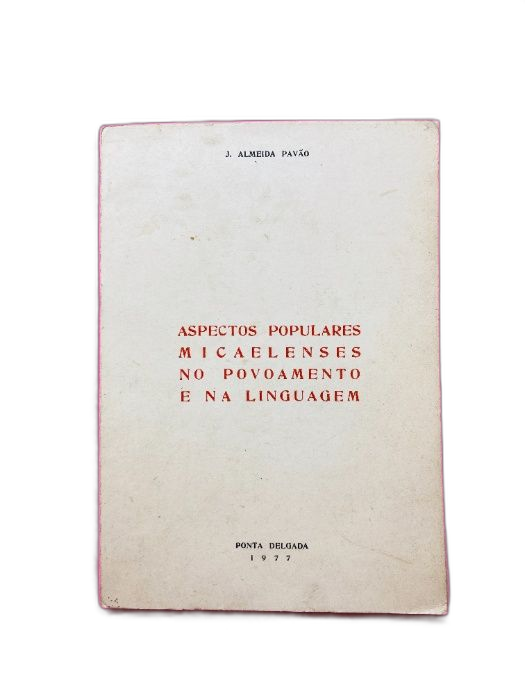 J. ALMEIDA PAVÃO
ASPECTOS POPULARES
MICAELENSES
NO POVOAMENTO
E NA LINGUAGEM
PONTA DELGADA
1977